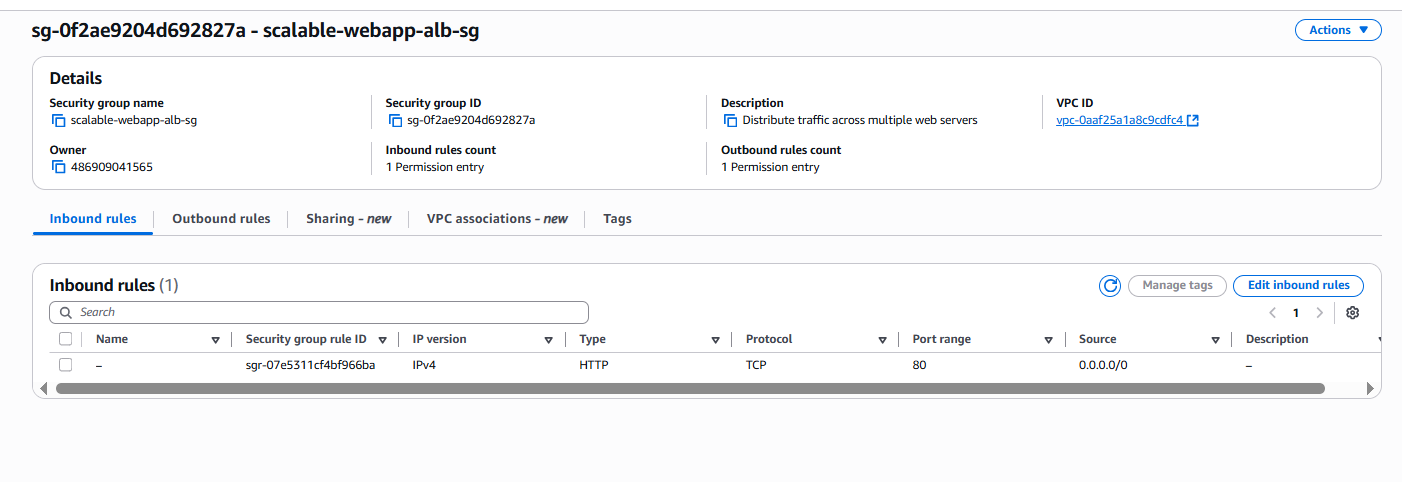 sg-0f2ae9204d692827a - scalable-webapp-alb-sg
Actions
Details
Security group name
scalable-webapp-alb-sg
Security group ID
sg-0f2ae9204d692827a
Description
Distribute traffic across multiple web servers
VPC ID
vpc-0aaf25a1a8c9cdfc4
Owner
486909041565
Inbound rules count
1 Permission entry
Outbound rules count
1 Permission entry
Inbound rules
Outbound rules
Sharing - new
VPC associations - new
Tags
Inbound rules (1)
Manage tags
Edit inbound rules
Search
1
Name
Security group rule ID
IP version
Type
Protocol
Port range
Source
Description
–
sgr-07e5311cf4bf966ba
IPv4
HTTP
TCP
80
0.0.0.0/0
–